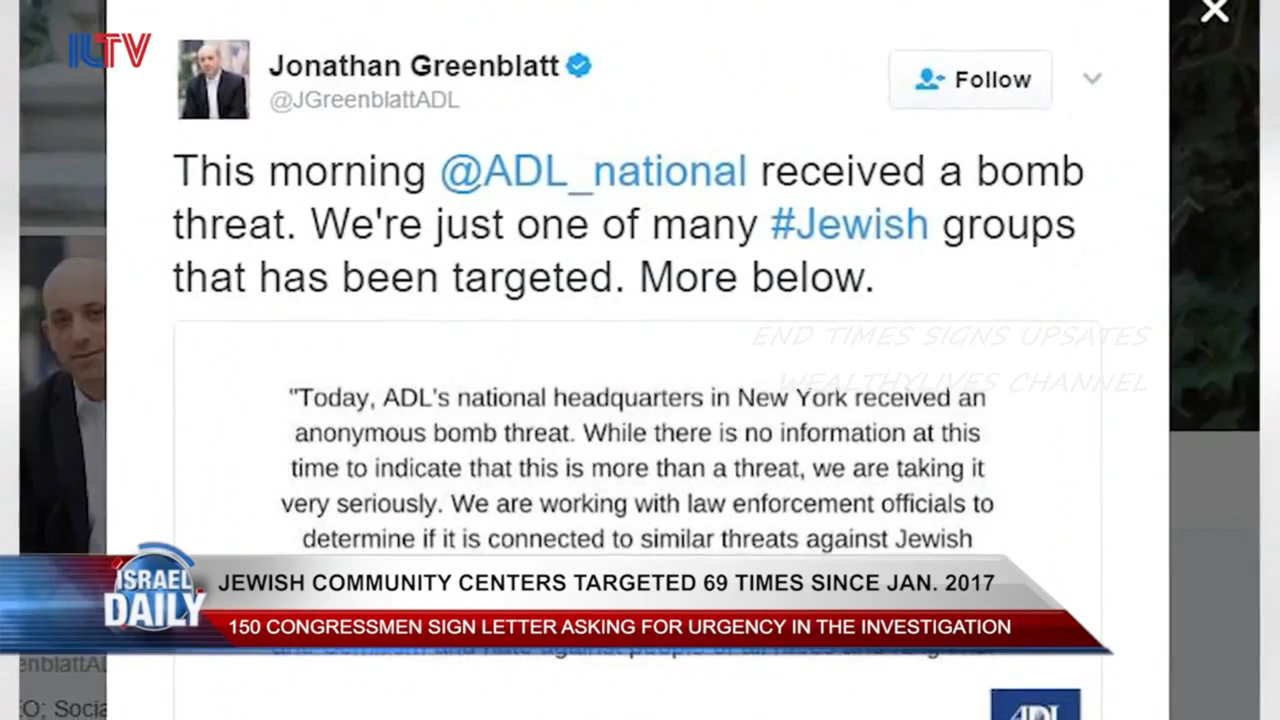 ILTV
Jonathan Greenblatt
@JGreenblattADL
Follow
This morning @ADL_national received a bomb
threat. We're just one of many #Jewish groups
that has been targeted. More below.
END TIMES SIGNS UPSATES
WEALTHYLIVES CHANNEL
"Today, ADL's national headquarters in New York received an
anonymous bomb threat. While there is no information at this
time to indicate that this is more than a threat, we are taking it
very seriously. We are working with law enforcement officials to
determine if it is connected to similar threats against Jewish
ISRAEL
DAILY
JEWISH COMMUNITY CENTERS TARGETED 69 TIMES SINCE JAN. 2017
150 CONGRESSMEN SIGN LETTER ASKING FOR URGENCY IN THE INVESTIGATION
enblattAD
O; Socia
ADL